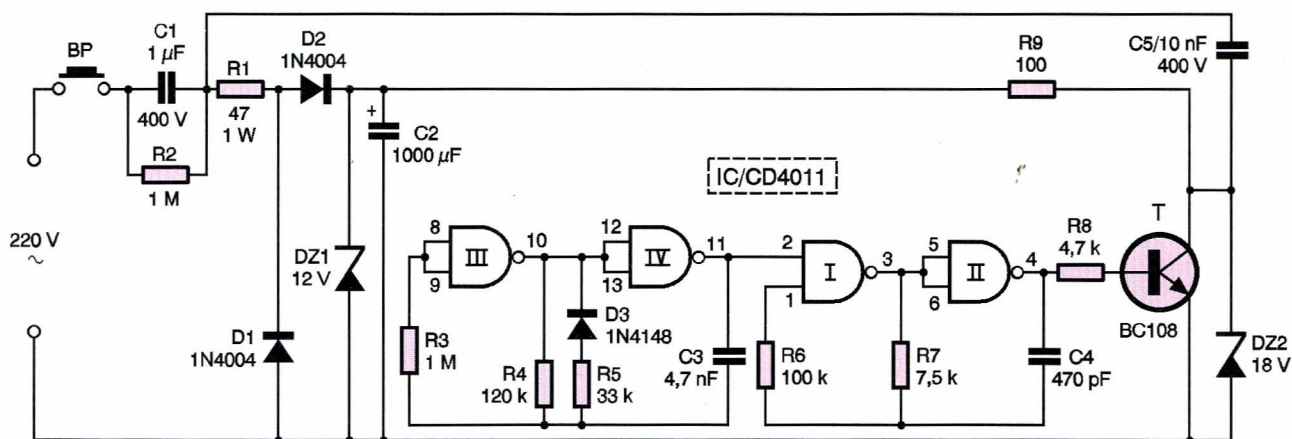 BP
C1
1 µF
400 V
R2
1 M
R1
47
1 W
D2
1N4004
C2
1000 µF
+
R9
100
C5/10 nF
400 V
IC/CD4011
220 V
~
DZ1
12 V
D1
1N4004
8
9
III
10
12
13
IV
11
2
1
I
3
5
6
II
4
R8
4,7 k
T
BC108
R3
1 M
R4
120 k
D3
1N4148
R5
33 k
C3
4,7 nF
R6
100 k
R7
7,5 k
C4
470 pF
DZ2
18 V